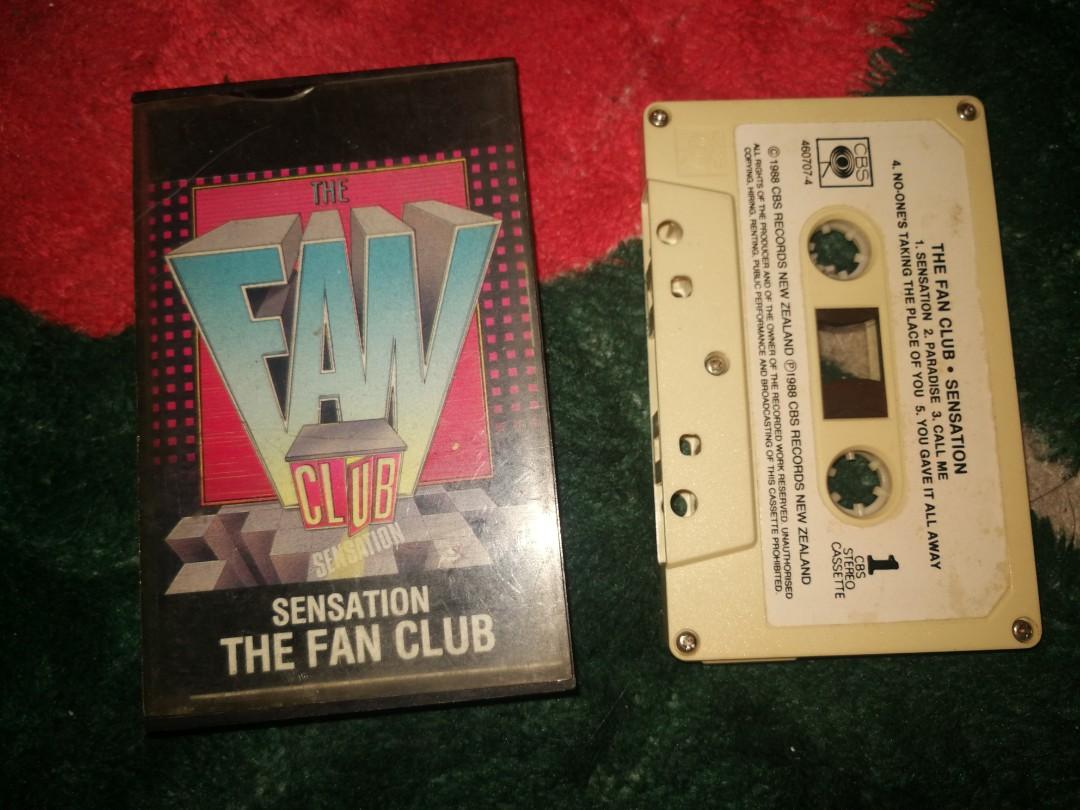 THE
FAN
CLUB
SENSATION
SENSATION
THE FAN CLUB
THE FAN CLUB • SENSATION
1. SENSATION 2. PARADISE 3. CALL ME
4. NO-ONE'S TAKING THE PLACE OF YOU 5. YOU GAVE IT ALL AWAY
CBS
460707-4
1
CBS
STEREO
CASSETTE
©1988 CBS RECORDS NEW ZEALAND ℗1988 CBS RECORDS NEW ZEALAND
ALL RIGHTS OF THE PRODUCER AND OF THE OWNER OF THE RECORDED WORK RESERVED. UNAUTHORISED
COPYING, HIRING, RENTING, PUBLIC PERFORMANCE AND BROADCASTING OF THIS CASSETTE PROHIBITED.